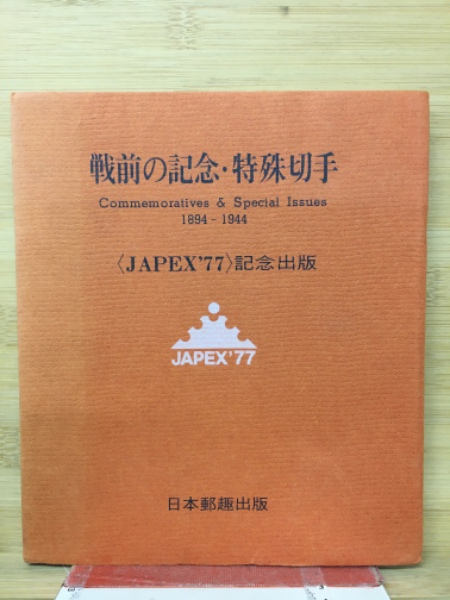 戦前の記念・特殊切手
Commemoratives & Special Issues
1894 - 1944
〈JAPEX'77〉記念出版
JAPEX'77
日本郵趣出版